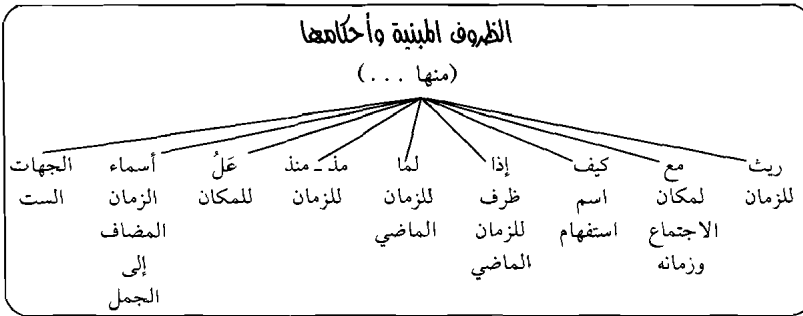 الظروف المبنية وأحكامها
(منها ...)
ريث
للزمان
مع
لمكان
الاجتماع
وزمانه
كيف
اسم
استفهام
إذا
ظرف
للزمان
الماضي
لمّا
للزمان
الماضي
مذ ـ منذ
للزمان
عَلُ
للمكان
أسماء
الزمان
المضاف
إلى
الجمل
الجهات
الست